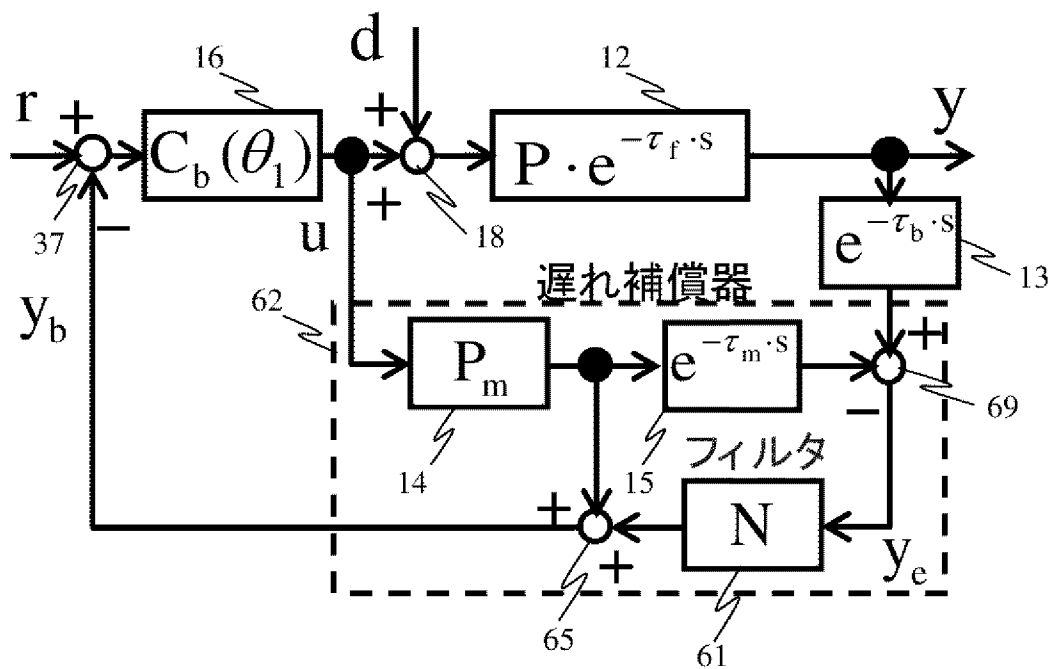 16
d
12
r
+
C_b(θ_1)
+
P・e^{-τ_f・s}
y
37
−
u
+
18
e^{-τ_b・s}
13
遅れ補償器
y_b
62
P_m
e^{-τ_m・s}
+
69
−
14
15
フィルタ
+
N
+
y_e
65
61